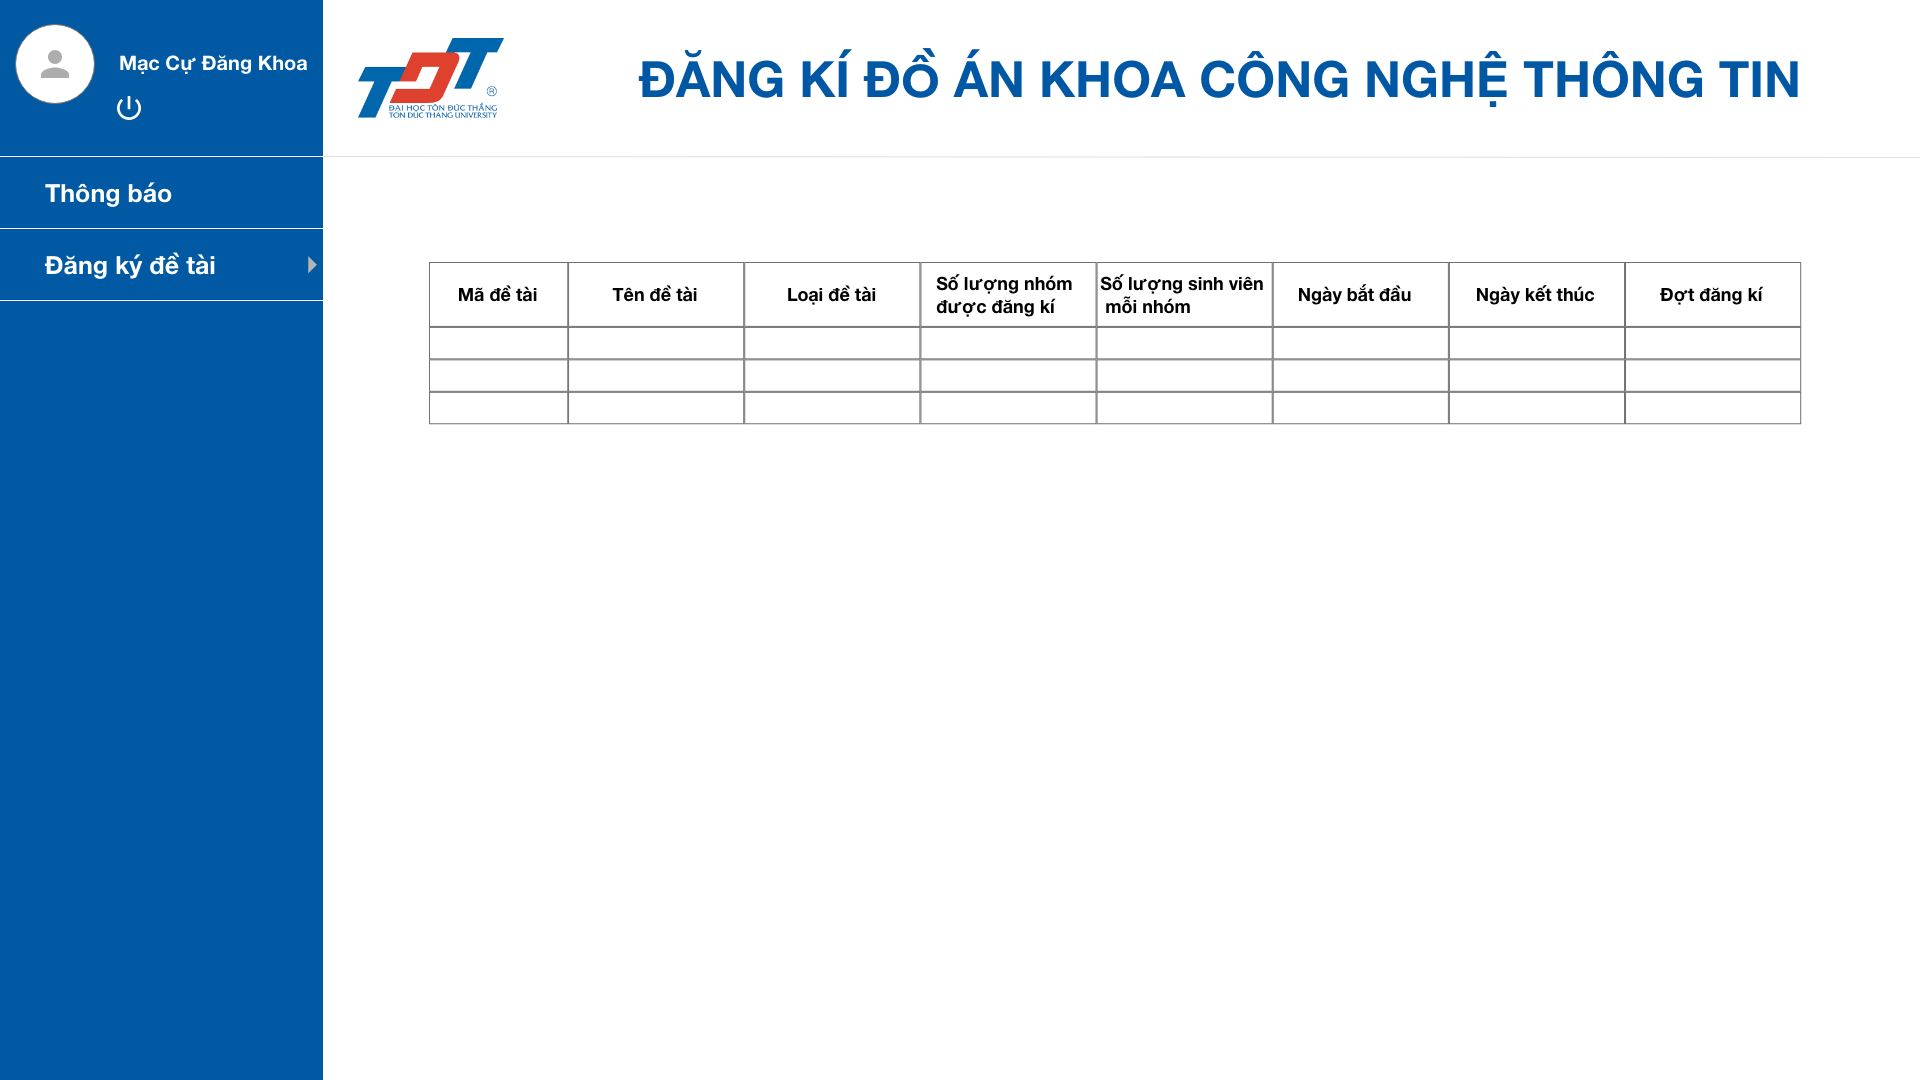 Mạc Cự Đăng Khoa
ĐẠI HỌC TÔN ĐỨC THẮNG
TON DUC THANG UNIVERSITY
®
ĐĂNG KÍ ĐỒ ÁN KHOA CÔNG NGHỆ THÔNG TIN
Thông báo
Đăng ký đề tài
Mã đề tài
Tên đề tài
Loại đề tài
Số lượng nhóm
được đăng kí
Số lượng sinh viên
mỗi nhóm
Ngày bắt đầu
Ngày kết thúc
Đợt đăng kí